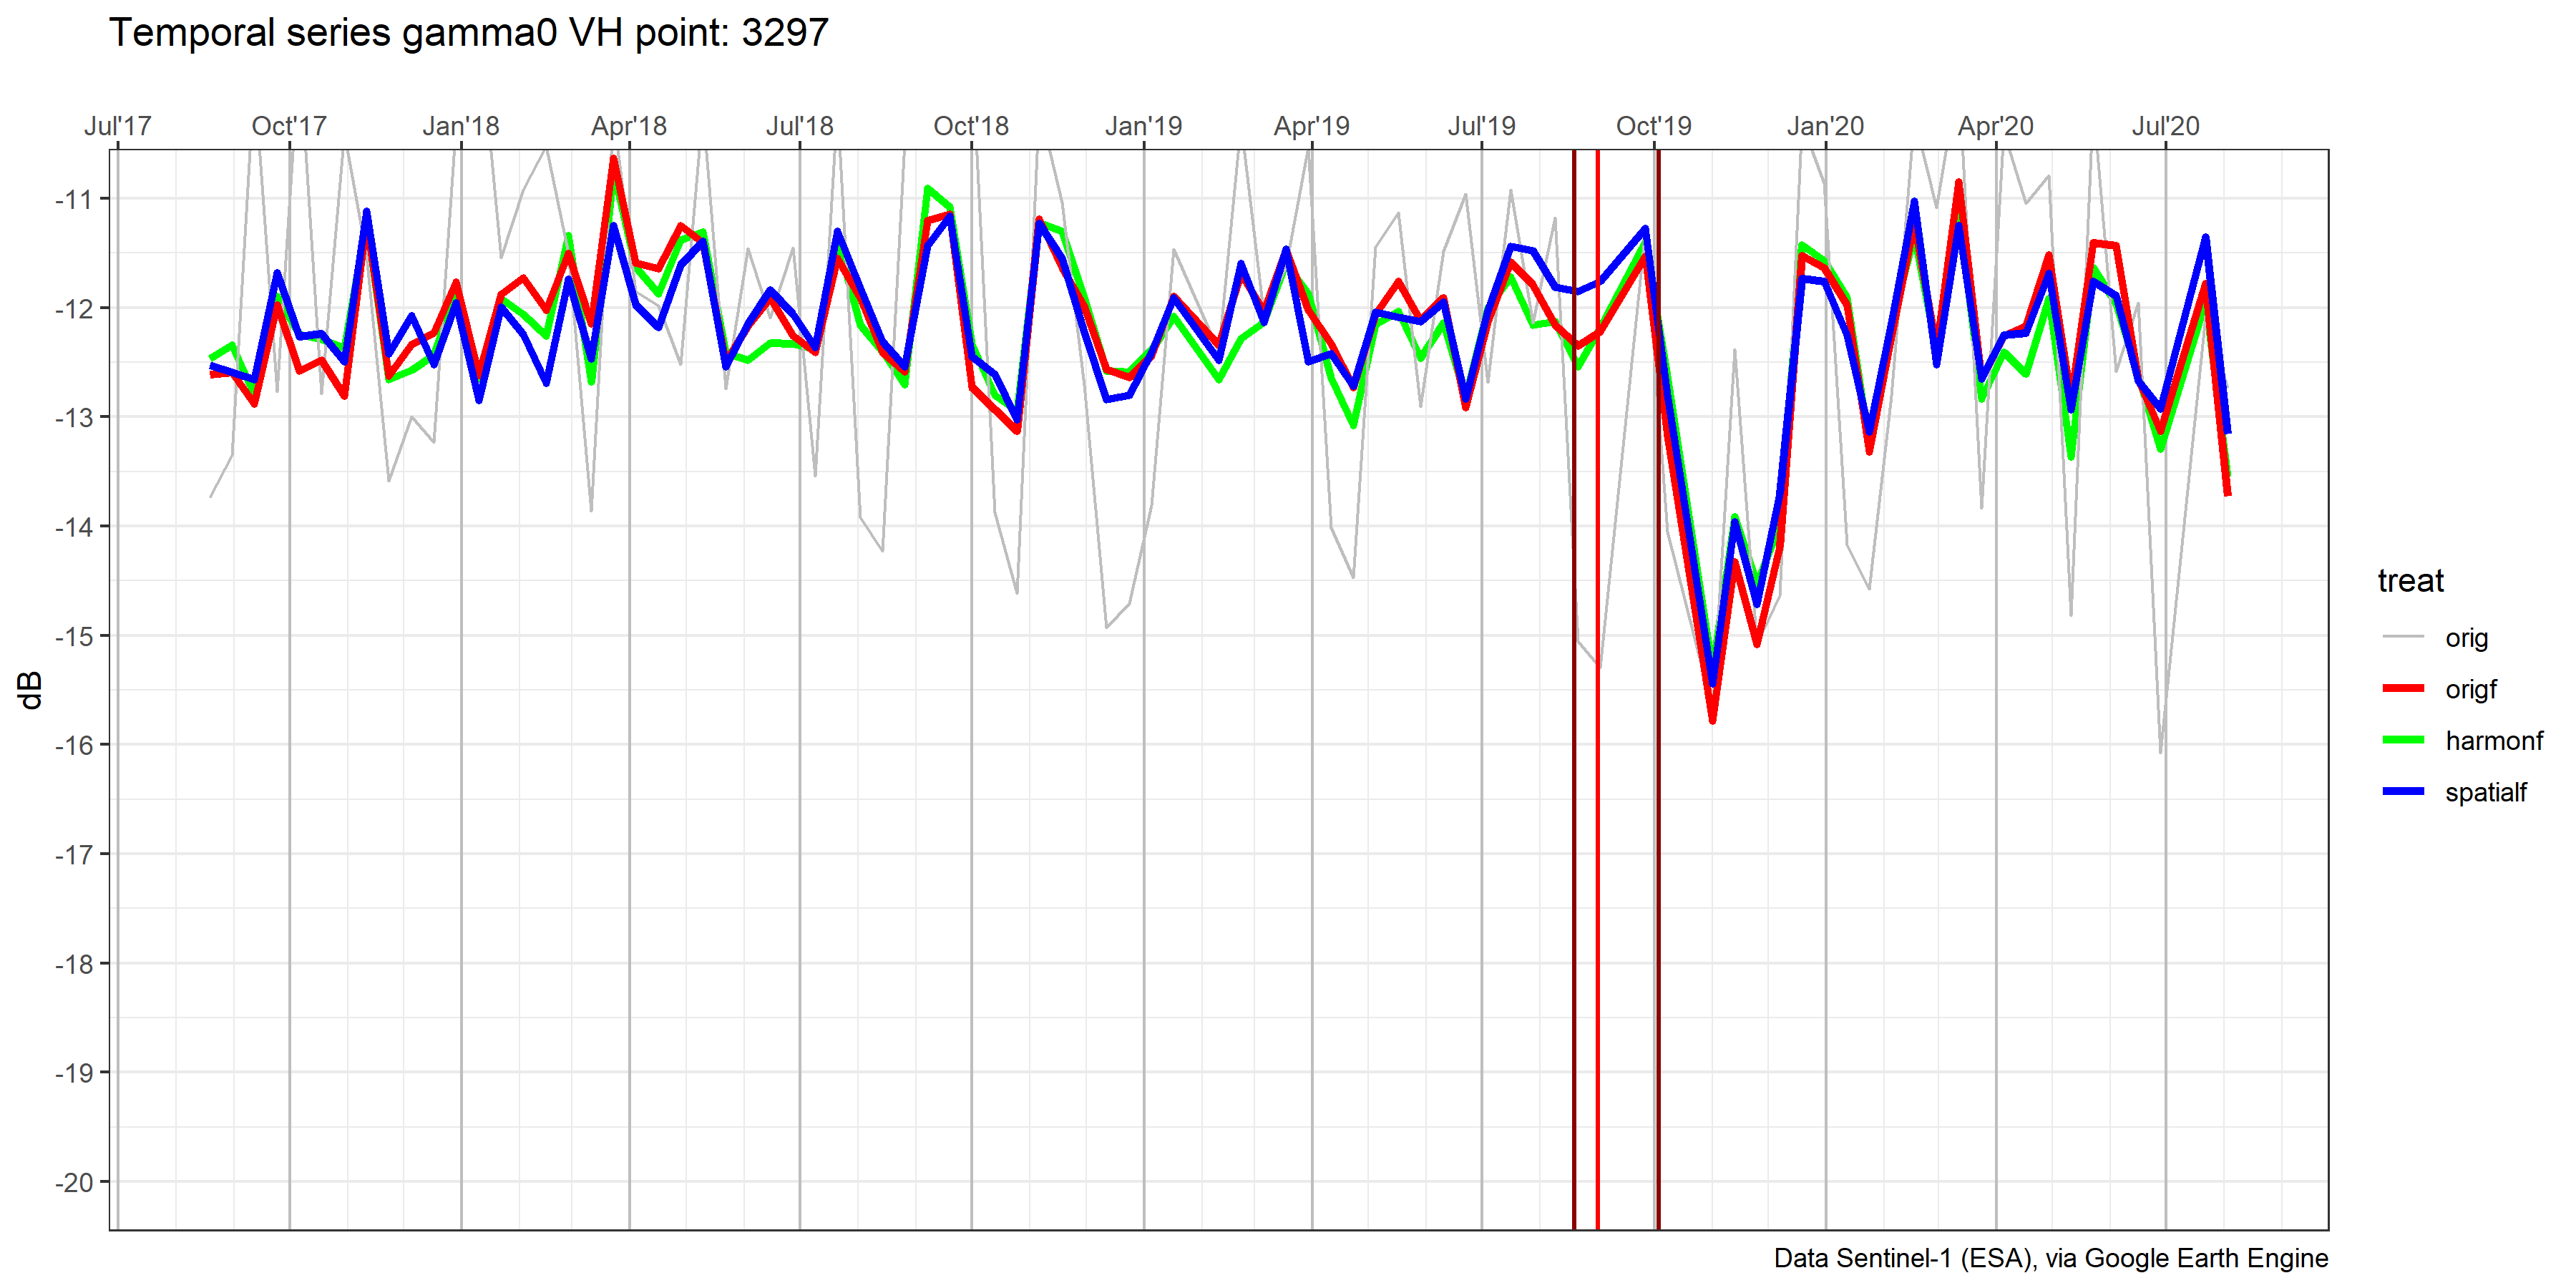 Temporal series gamma0 VH point: 3297
Jul'17 Oct'17 Jan'18 Apr'18 Jul'18 Oct'18 Jan'19 Apr'19 Jul'19 Oct'19 Jan'20 Apr'20 Jul'20
-11
-12
-13
-14
-15
-16
-17
-18
-19
-20
dB
treat
orig
origf
harmonf
spatialf
Data Sentinel-1 (ESA), via Google Earth Engine